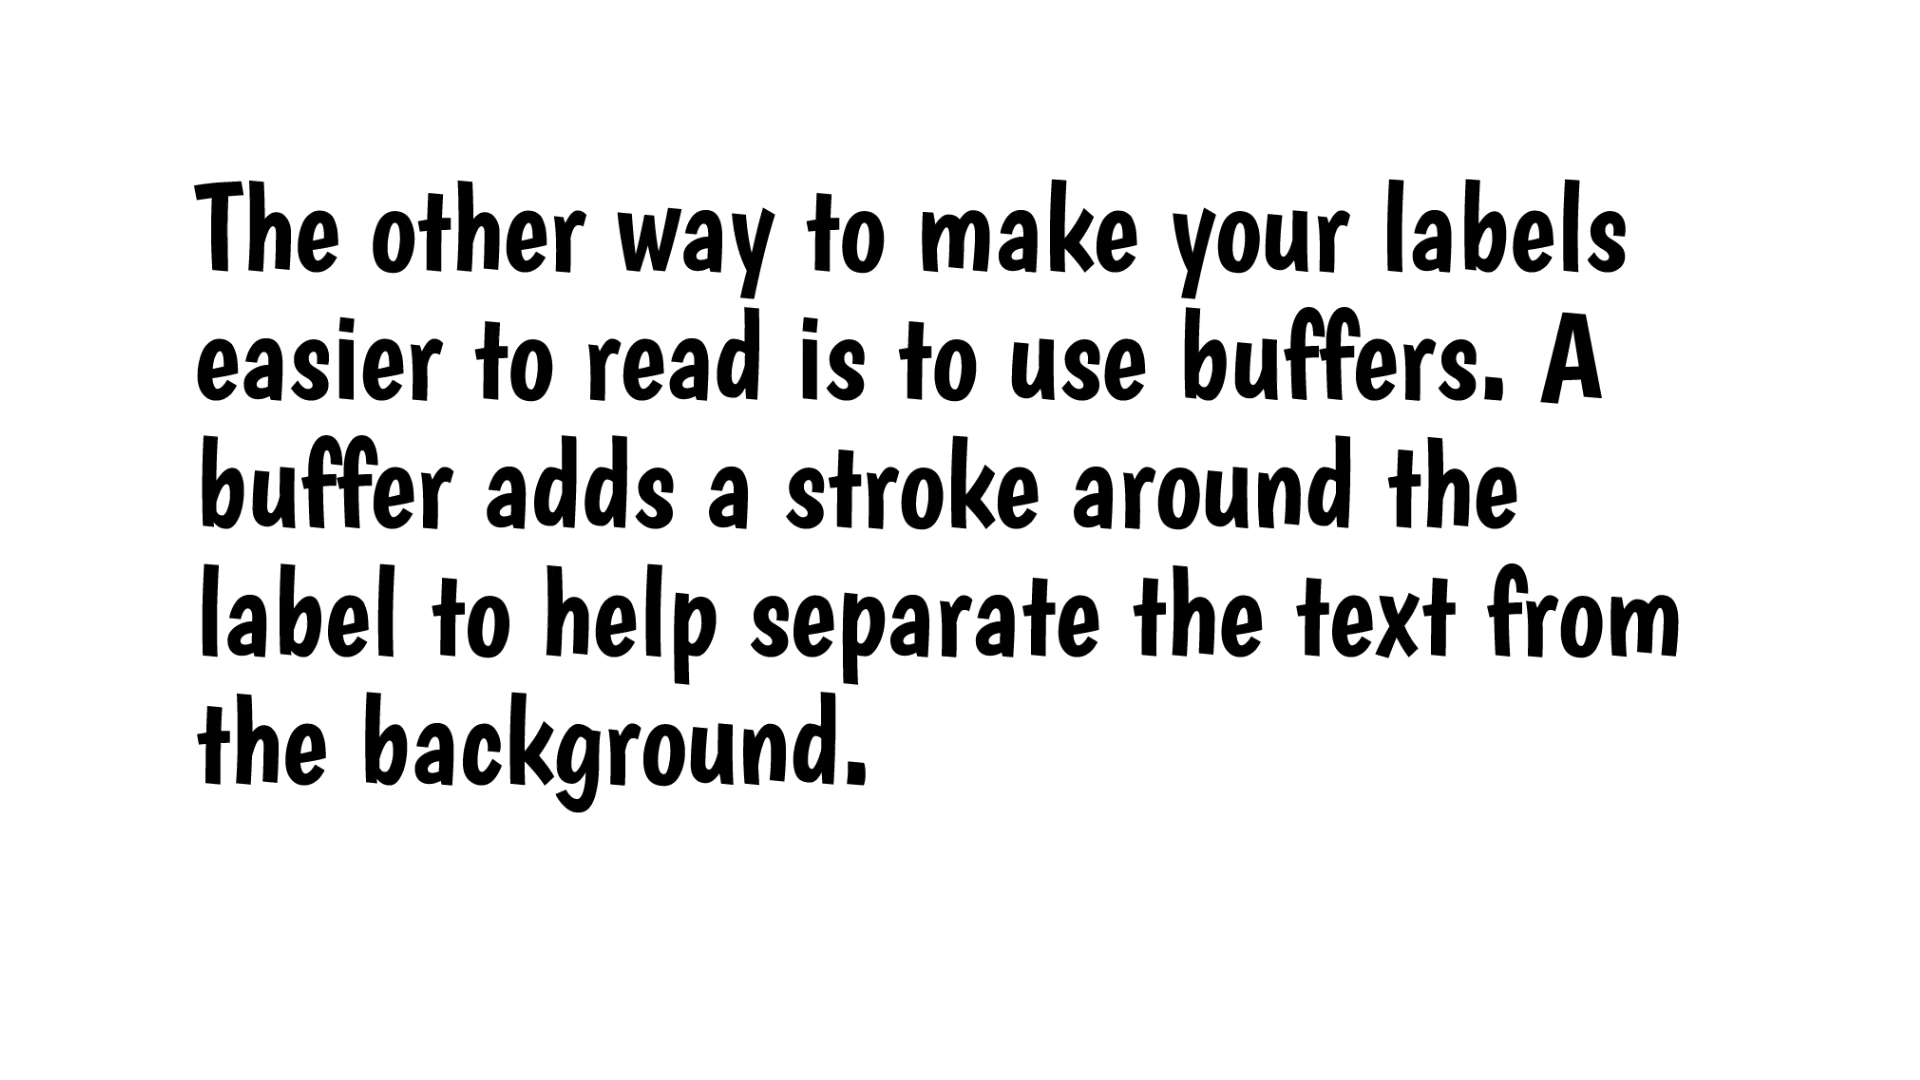 The other way to make your labels
easier to read is to use buffers. A
buffer adds a stroke around the
label to help separate the text from
the background.